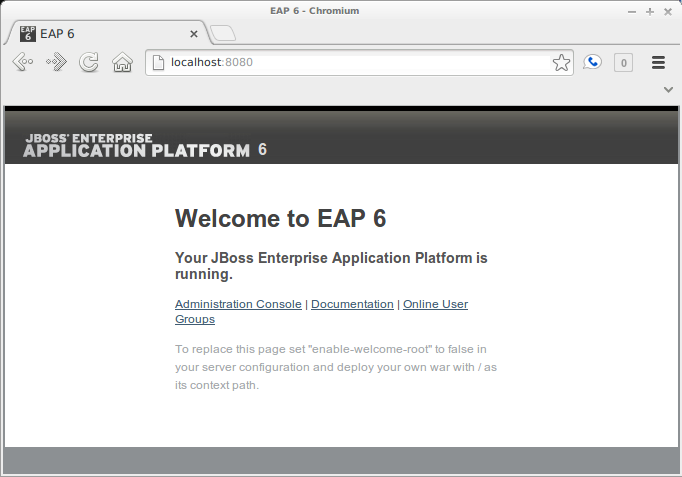 EAP 6 - Chromium
EAP
6
EAP 6
localhost:8080
0
JBOSS® ENTERPRISE
APPLICATION PLATFORM 6
Welcome to EAP 6
Your JBoss Enterprise Application Platform is
running.
Administration Console | Documentation | Online User
Groups
To replace this page set "enable-welcome-root" to false in
your server configuration and deploy your own war with / as
its context path.